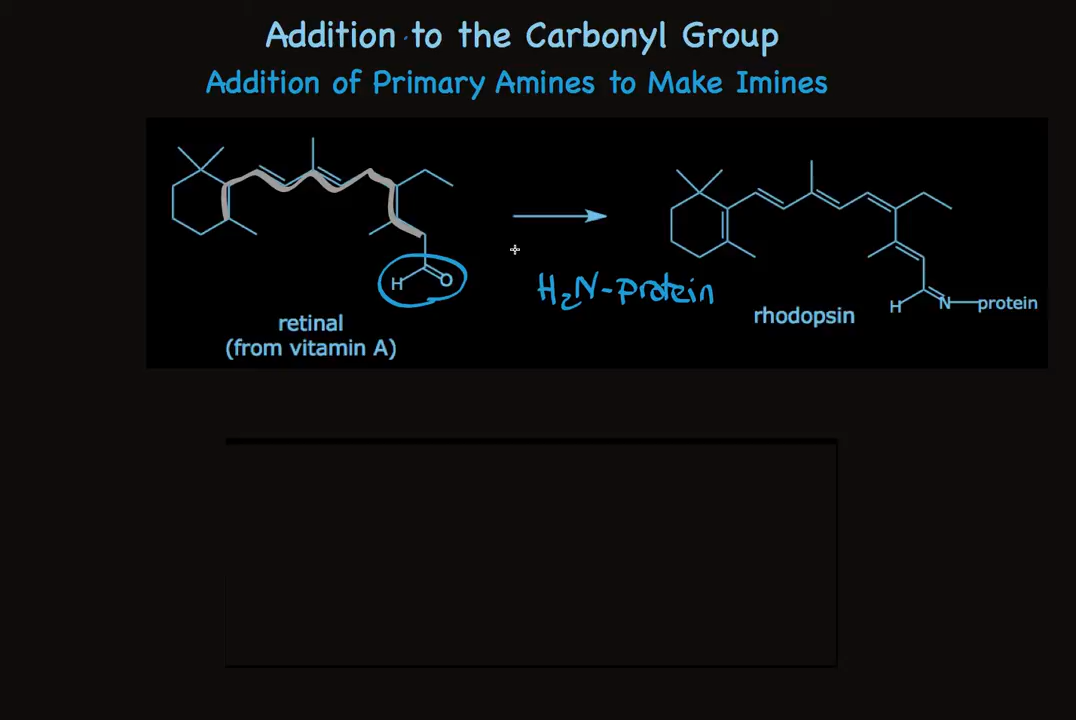 Addition to the Carbonyl Group
Addition of Primary Amines to Make Imines
H O
H₂N-protein
retinal
(from vitamin A)
H N protein
rhodopsin